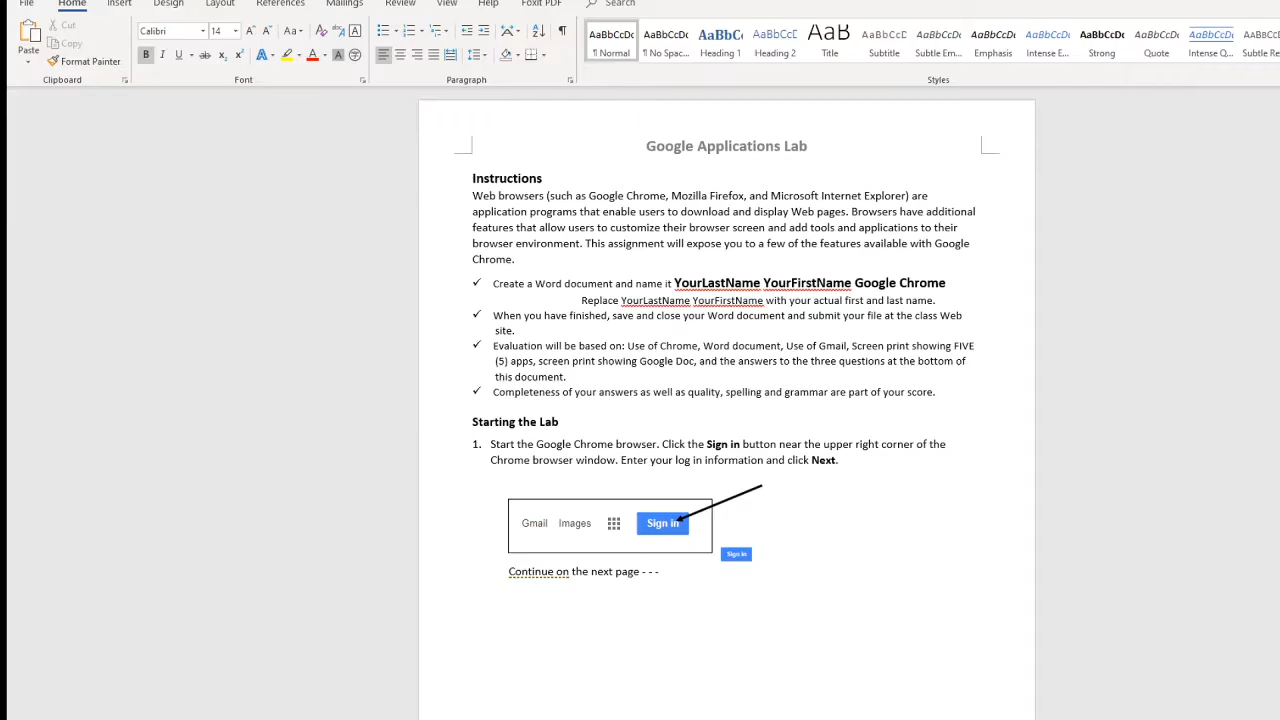 File Home Insert Design Layout References Mailings Review View Help Foxit PDF Search
Paste
Cut
Copy
Format Painter
Calibri 14
Clipboard Font Paragraph Styles
AaBbCcDc AaBbCcDc AaBbCc AaBbCcD AaB AaBbCcD AaBbCcDc AaBbCcDc AaBbCcDc AaBbCcDc AaBbCcDc AaBbCcDc
¶ Normal ¶ No Spac... Heading 1 Heading 2 Title Subtitle Subtle Em... Emphasis Intense E... Strong Quote Intense Q... Subtle Re
Google Applications Lab
Instructions
Web browsers (such as Google Chrome, Mozilla Firefox, and Microsoft Internet Explorer) are
application programs that enable users to download and display Web pages. Browsers have additional
features that allow users to customize their browser screen and add tools and applications to their
browser environment. This assignment will expose you to a few of the features available with Google
Chrome.
✓ Create a Word document and name it YourLastName YourFirstName Google Chrome
Replace YourLastName YourFirstName with your actual first and last name.
✓ When you have finished, save and close your Word document and submit your file at the class Web
site.
✓ Evaluation will be based on: Use of Chrome, Word document, Use of Gmail, Screen print showing FIVE
(5) apps, screen print showing Google Doc, and the answers to the three questions at the bottom of
this document.
✓ Completeness of your answers as well as quality, spelling and grammar are part of your score.
Starting the Lab
1. Start the Google Chrome browser. Click the Sign in button near the upper right corner of the
Chrome browser window. Enter your log in information and click Next.
Gmail Images Sign in
Sign in
Continue on the next page - - -